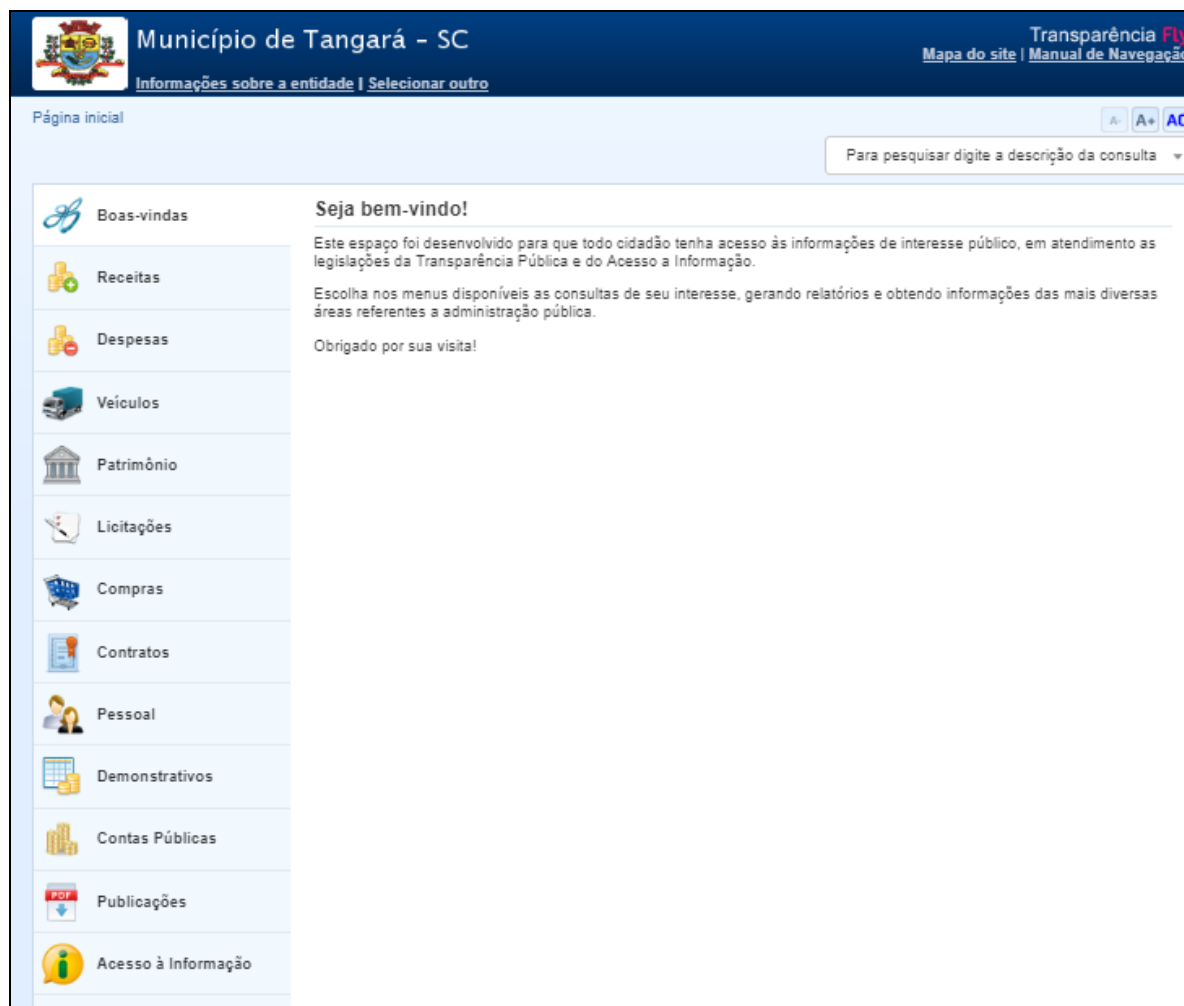 Município de Tangará - SC
Transparência Fly
Mapa do site | Manual de Navegação
Informações sobre a entidade | Selecionar outro
Página inicial
A- A+
Para pesquisar digite a descrição da consulta
Boas-vindas
Receitas
Despesas
Veículos
Patrimônio
Licitações
Compras
Contratos
Pessoal
Demonstrativos
Contas Públicas
PDF
Publicações
Acesso à Informação
Seja bem-vindo!
Este espaço foi desenvolvido para que todo cidadão tenha acesso às informações de interesse público, em atendimento as
legislações da Transparência Pública e do Acesso a Informação.
Escolha nos menus disponíveis as consultas de seu interesse, gerando relatórios e obtendo informações das mais diversas
áreas referentes a administração pública.
Obrigado por sua visita!